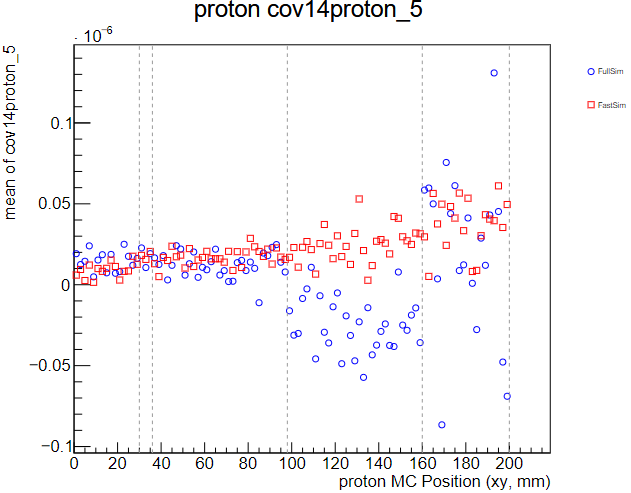 proton cov14proton_5
· 10⁻⁶
mean of cov14proton_5
0.1
0.05
0
−0.05
−0.1
0 20 40 60 80 100 120 140 160 180 200
proton MC Position (xy, mm)
FullSim
FastSim